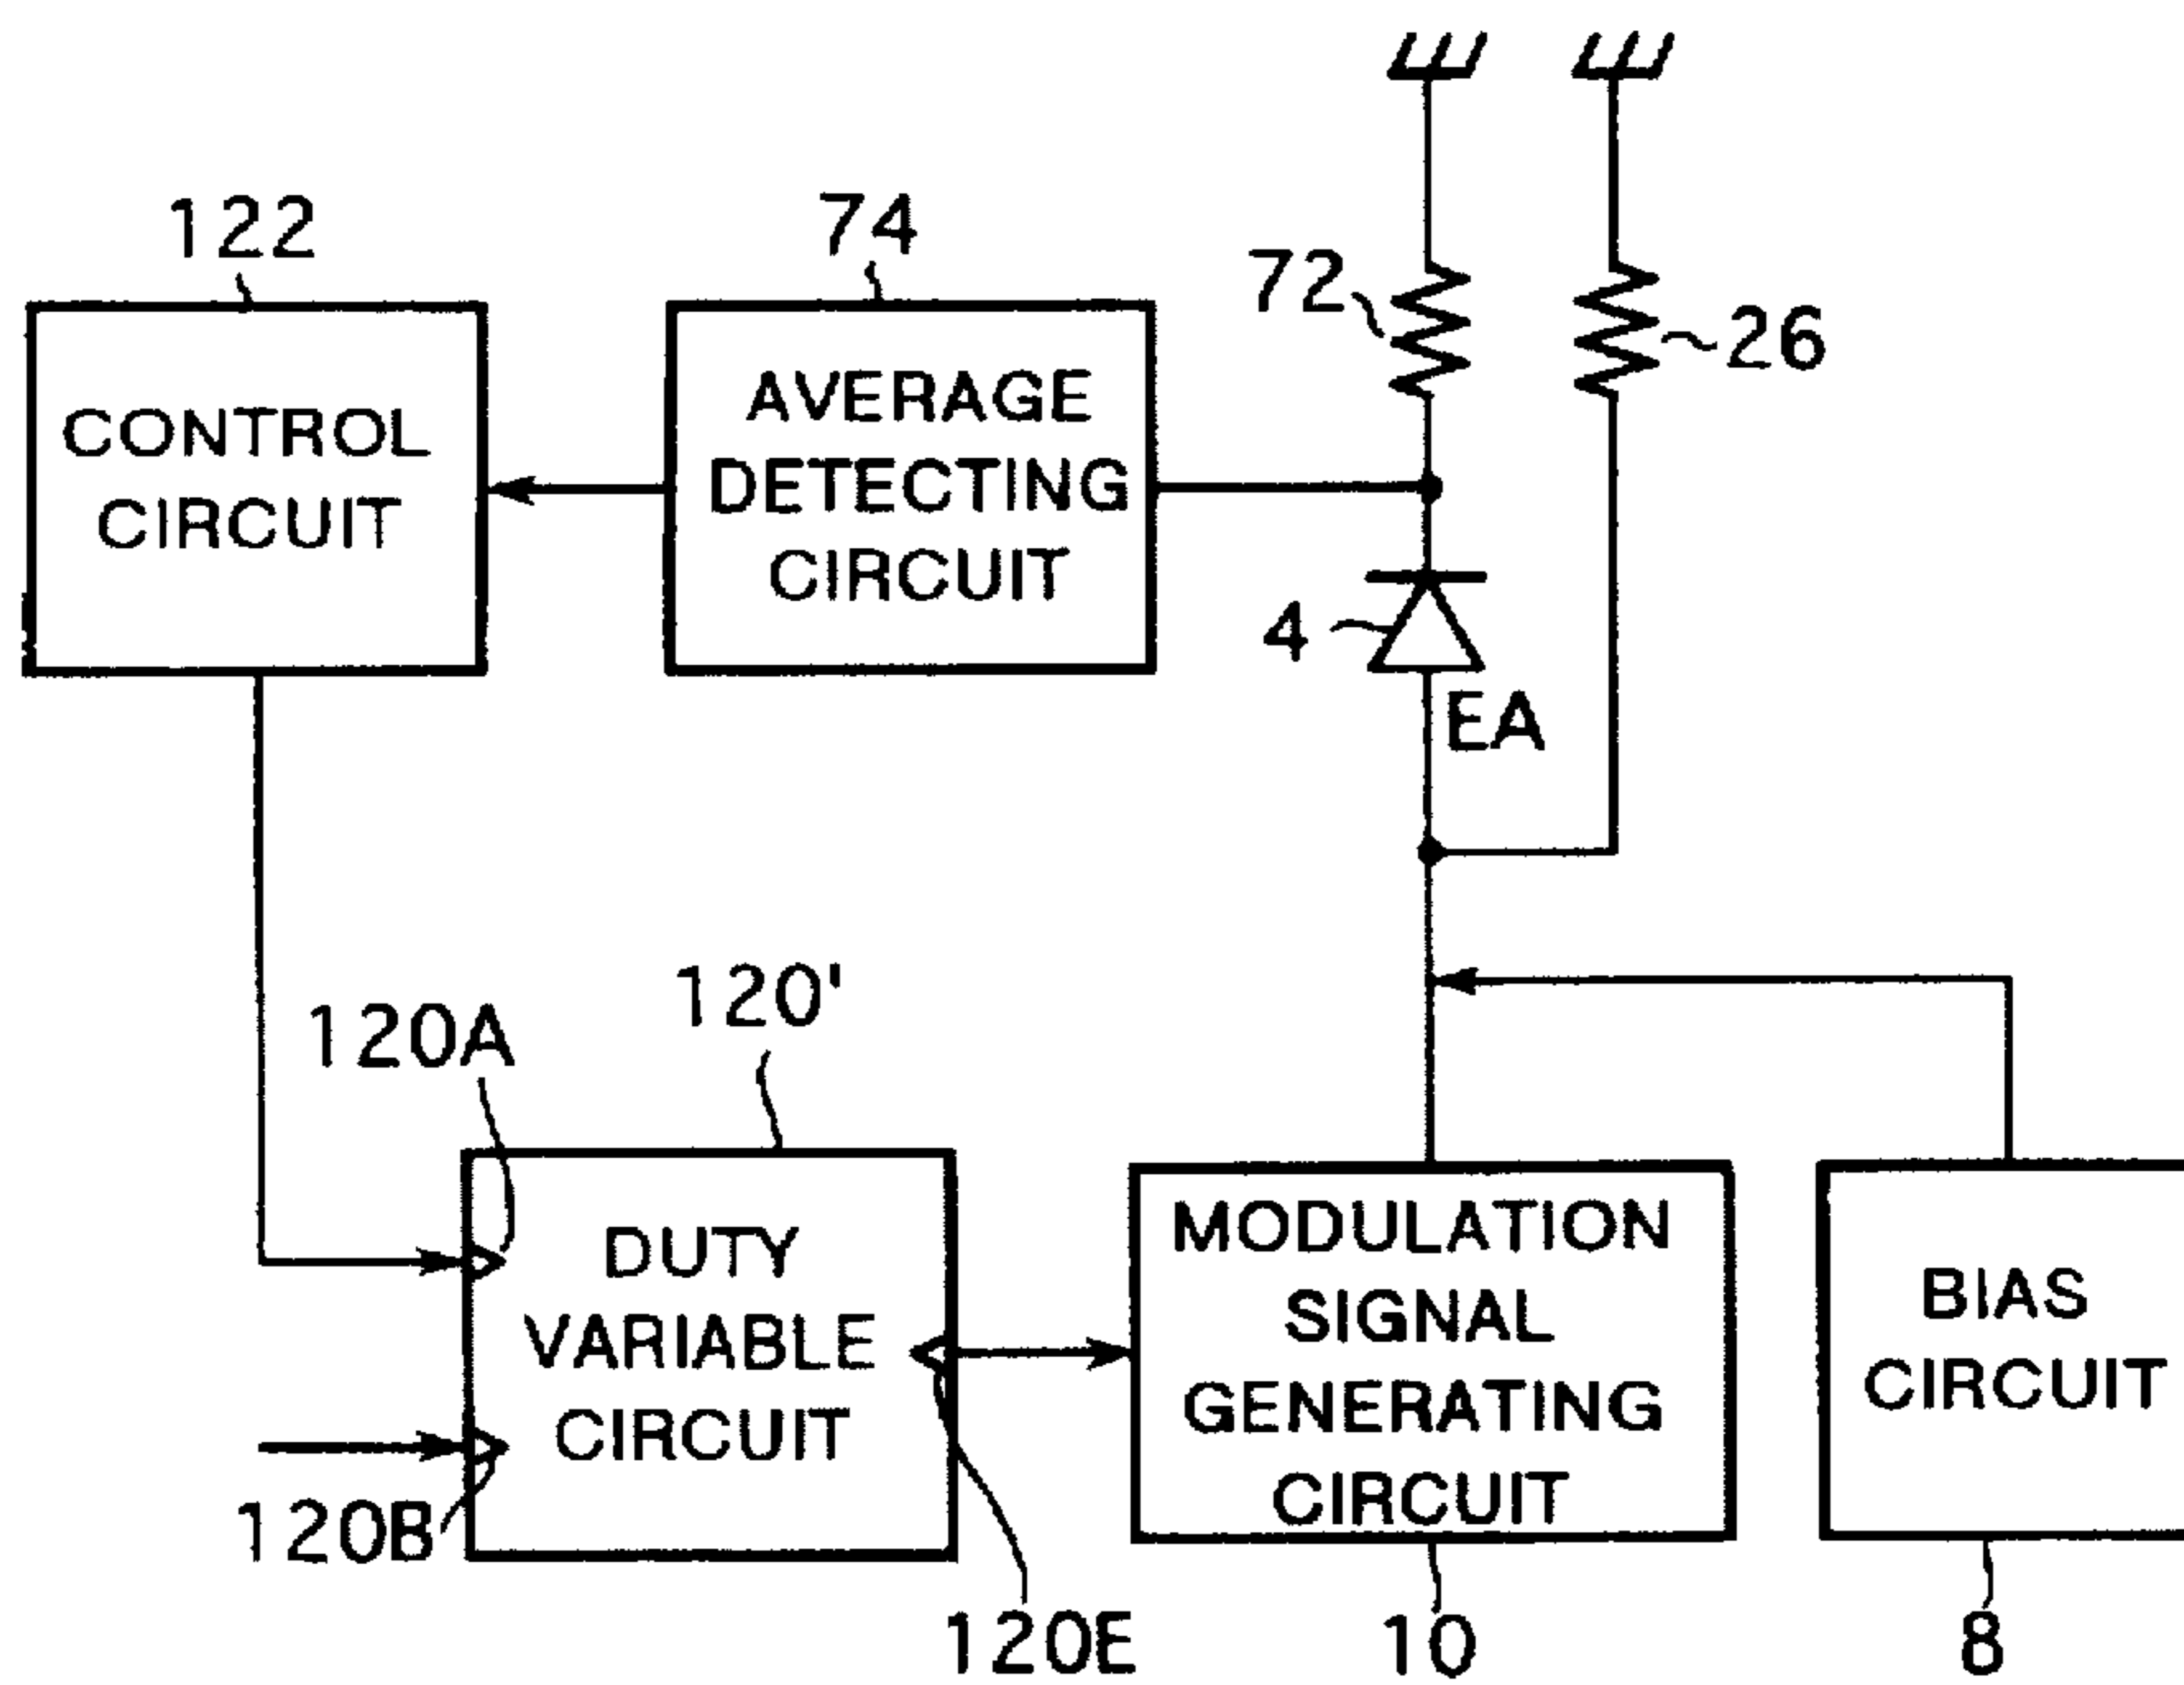 122
74
72
26
CONTROL
CIRCUIT
AVERAGE
DETECTING
CIRCUIT
4
EA
120A
120'
DUTY
VARIABLE
CIRCUIT
MODULATION
SIGNAL
GENERATING
CIRCUIT
BIAS
CIRCUIT
120B
120E
10
8